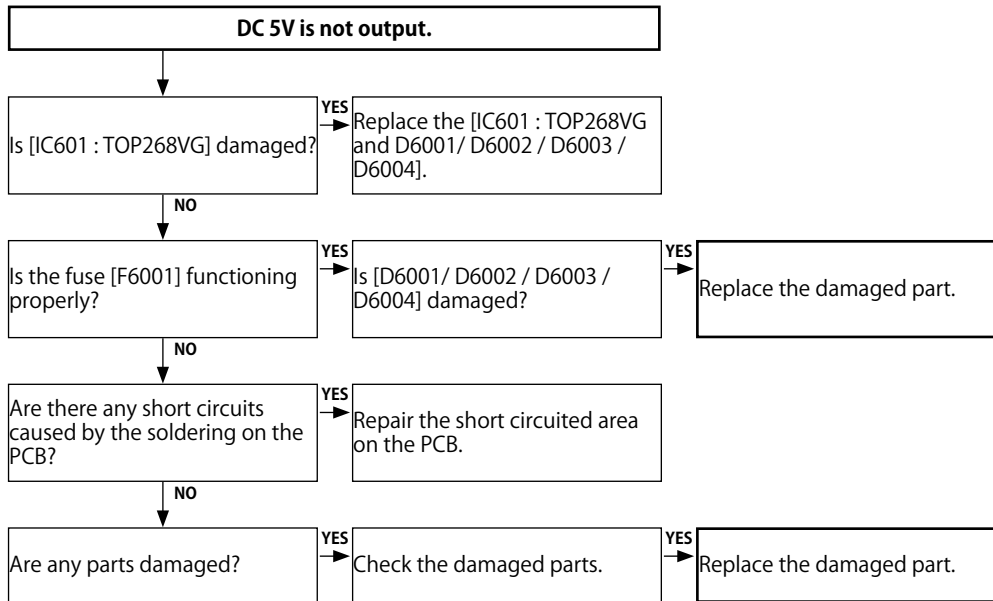 DC 5V is not output.
Is [IC601 : TOP268VG] damaged?
YES
Replace the [IC601 : TOP268VG
and D6001/ D6002 / D6003 /
D6004].
NO
Is the fuse [F6001] functioning
properly?
YES
Is [D6001/ D6002 / D6003 /
D6004] damaged?
YES
Replace the damaged part.
NO
Are there any short circuits
caused by the soldering on the
PCB?
YES
Repair the short circuited area
on the PCB.
NO
Are any parts damaged?
YES
Check the damaged parts.
YES
Replace the damaged part.